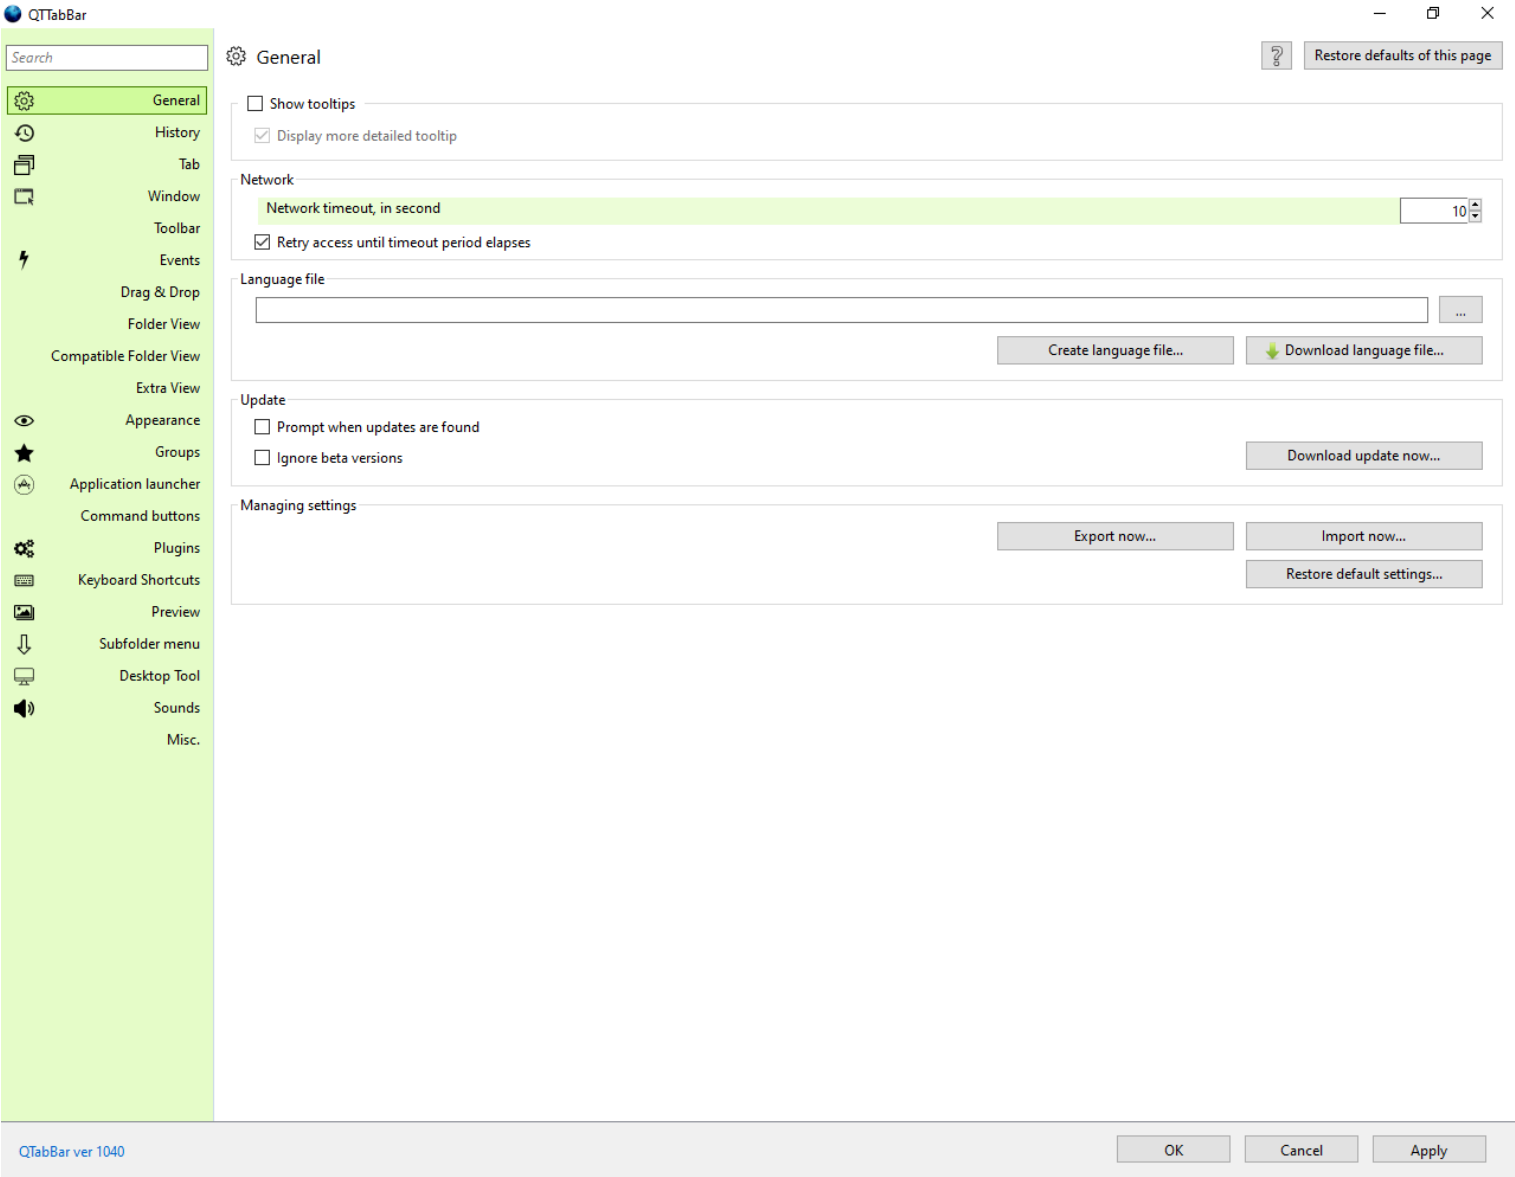 QTTabBar
Search
General
History
Tab
Window
Toolbar
Events
Drag & Drop
Folder View
Compatible Folder View
Extra View
Appearance
Groups
Application launcher
Command buttons
Plugins
Keyboard Shortcuts
Preview
Subfolder menu
Desktop Tool
Sounds
Misc.
General
? Restore defaults of this page
Show tooltips
Display more detailed tooltip
Network
Network timeout, in second 10
Retry access until timeout period elapses
Language file
...
Create language file... Download language file...
Update
Prompt when updates are found
Ignore beta versions
Download update now...
Managing settings
Export now... Import now...
Restore default settings...
QTabBar ver 1040
OK Cancel Apply